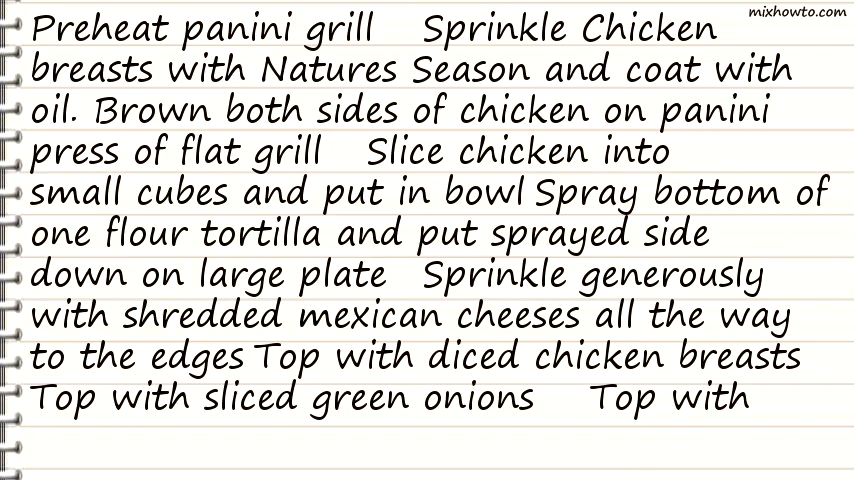 mixhowto.com
Preheat panini grill Sprinkle Chicken
breasts with Natures Season and coat with
oil. Brown both sides of chicken on panini
press of flat grill Slice chicken into
small cubes and put in bowl Spray bottom of
one flour tortilla and put sprayed side
down on large plate Sprinkle generously
with shredded mexican cheeses all the way
to the edges Top with diced chicken breasts
Top with sliced green onions Top with